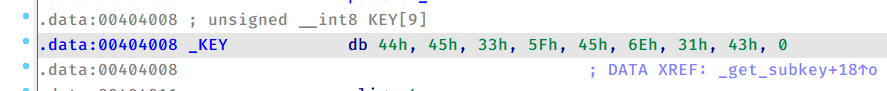 .data:00404008 ; unsigned __int8 KEY[9]
.data:00404008 _KEY db 44h, 45h, 33h, 5Fh, 45h, 6Eh, 31h, 43h, 0
.data:00404008 ; DATA XREF: _get_subkey+18↑o